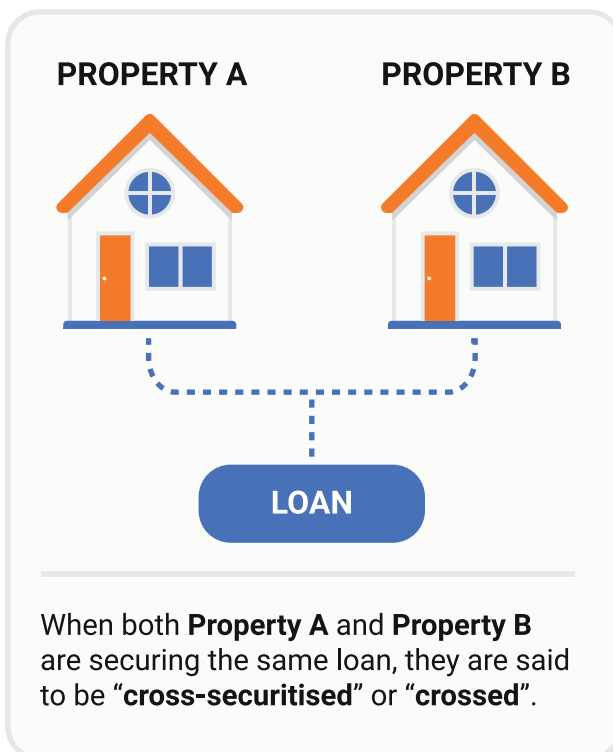 PROPERTY A
PROPERTY B
LOAN
When both Property A and Property B
are securing the same loan, they are said
to be “cross-securitised” or “crossed”.